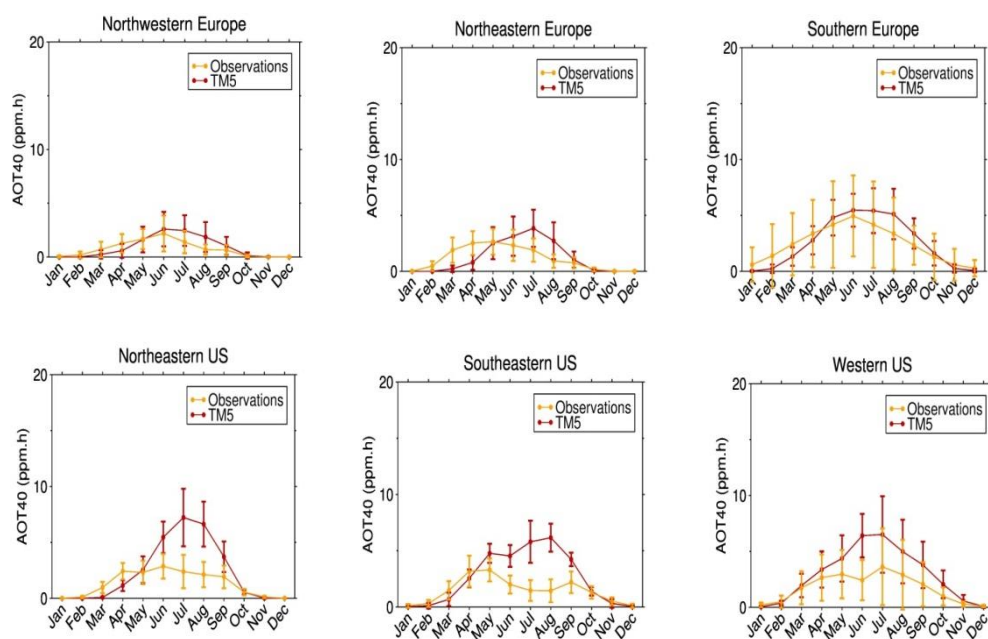 Northwestern Europe
20
10
0
AOT40 (ppm.h)
Observations
TM5
Jan Feb Mar Apr May Jun Jul Aug Sep Oct Nov Dec
Northeastern Europe
20
10
0
AOT40 (ppm.h)
Observations
TM5
Jan Feb Mar Apr May Jun Jul Aug Sep Oct Nov Dec
Southern Europe
20
10
0
AOT40 (ppm.h)
Observations
TM5
Jan Feb Mar Apr May Jun Jul Aug Sep Oct Nov Dec
Northeastern US
20
10
0
AOT40 (ppm.h)
Observations
TM5
Jan Feb Mar Apr May Jun Jul Aug Sep Oct Nov Dec
Southeastern US
20
10
0
AOT40 (ppm.h)
Observations
TM5
Jan Feb Mar Apr May Jun Jul Aug Sep Oct Nov Dec
Western US
20
10
0
AOT40 (ppm.h)
Observations
TM5
Jan Feb Mar Apr May Jun Jul Aug Sep Oct Nov Dec